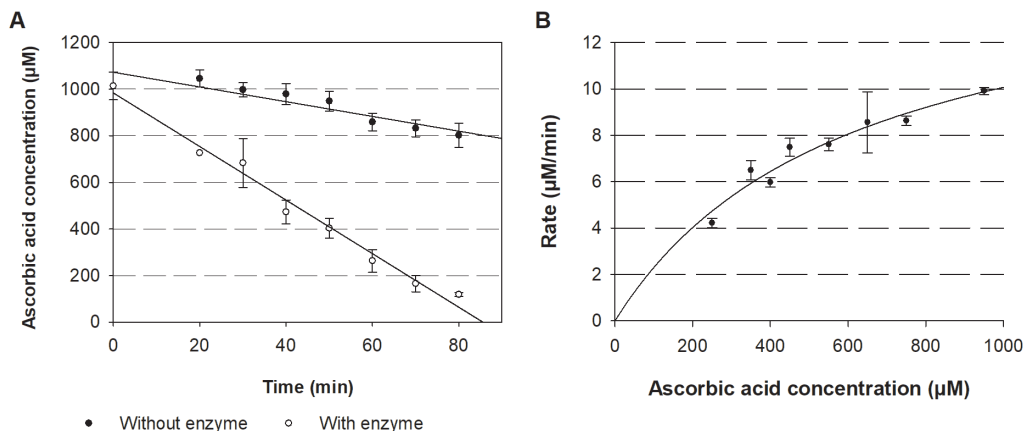 A
Ascorbic acid concentration (µM)
1200
1000
800
600
400
200
0
0 20 40 60 80
Time (min)
Without enzyme With enzyme
B
Rate (µM/min)
12
10
8
6
4
2
0
0 200 400 600 800 1000
Ascorbic acid concentration (µM)